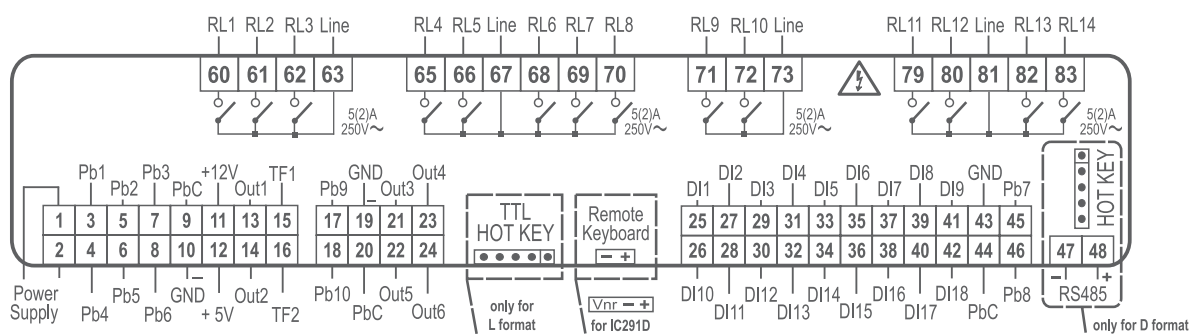 RL1 RL2 RL3 Line RL4 RL5 Line RL6 RL7 RL8 RL9 RL10 Line RL11 RL12 Line RL13 RL14
60 61 62 63 65 66 67 68 69 70 71 72 73 79 80 81 82 83
5(2)A 5(2)A 5(2)A 5(2)A
250V~ 250V~ 250V~ 250V~
HOT KEY
Pb1 Pb3 +12V TF1 GND Out4 DI2 DI4 DI6 DI8 GND
Pb2 PbC Out1 Pb9 – Out3 DI1 DI3 DI5 DI7 DI9 Pb7
1 3 5 7 9 11 13 15 17 19 21 23 25 27 29 31 33 35 37 39 41 43 45
2 4 6 8 10 12 14 16 18 20 22 24 26 28 30 32 34 36 38 40 42 44 46 47 48
TTL
HOT KEY
Remote
Keyboard
– +
Power
Supply
– – +
Pb5 GND Out2 Pb10 Out5 DI10 DI12 DI14 DI16 DI18 Pb8 RS485
Pb4 Pb6 + 5V TF2 PbC Out6 DI11 DI13 DI15 DI17 PbC
only for
L format
Vnr – +
for IC291D
only for D format